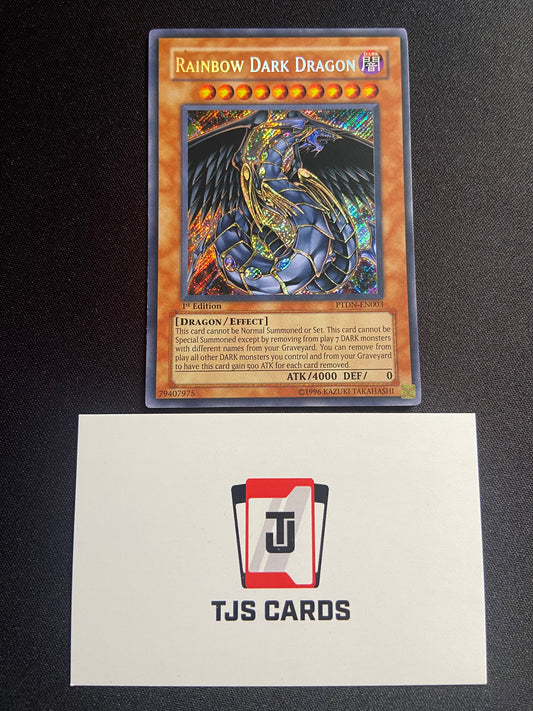 RAINBOW DARK DRAGON
闇
1st Edition
PTDN-EN003
[DRAGON/EFFECT]
This card cannot be Normal Summoned or Set. This card cannot be
Special Summoned except by removing from play 7 DARK monsters
with different names from your Graveyard. You can remove from
play all other DARK monsters you control and from your Graveyard
to have this card gain 500 ATK for each card removed.
ATK/4000 DEF/ 0
79407975
©1996 KAZUKI TAKAHASHI
TJ
TJS CARDS